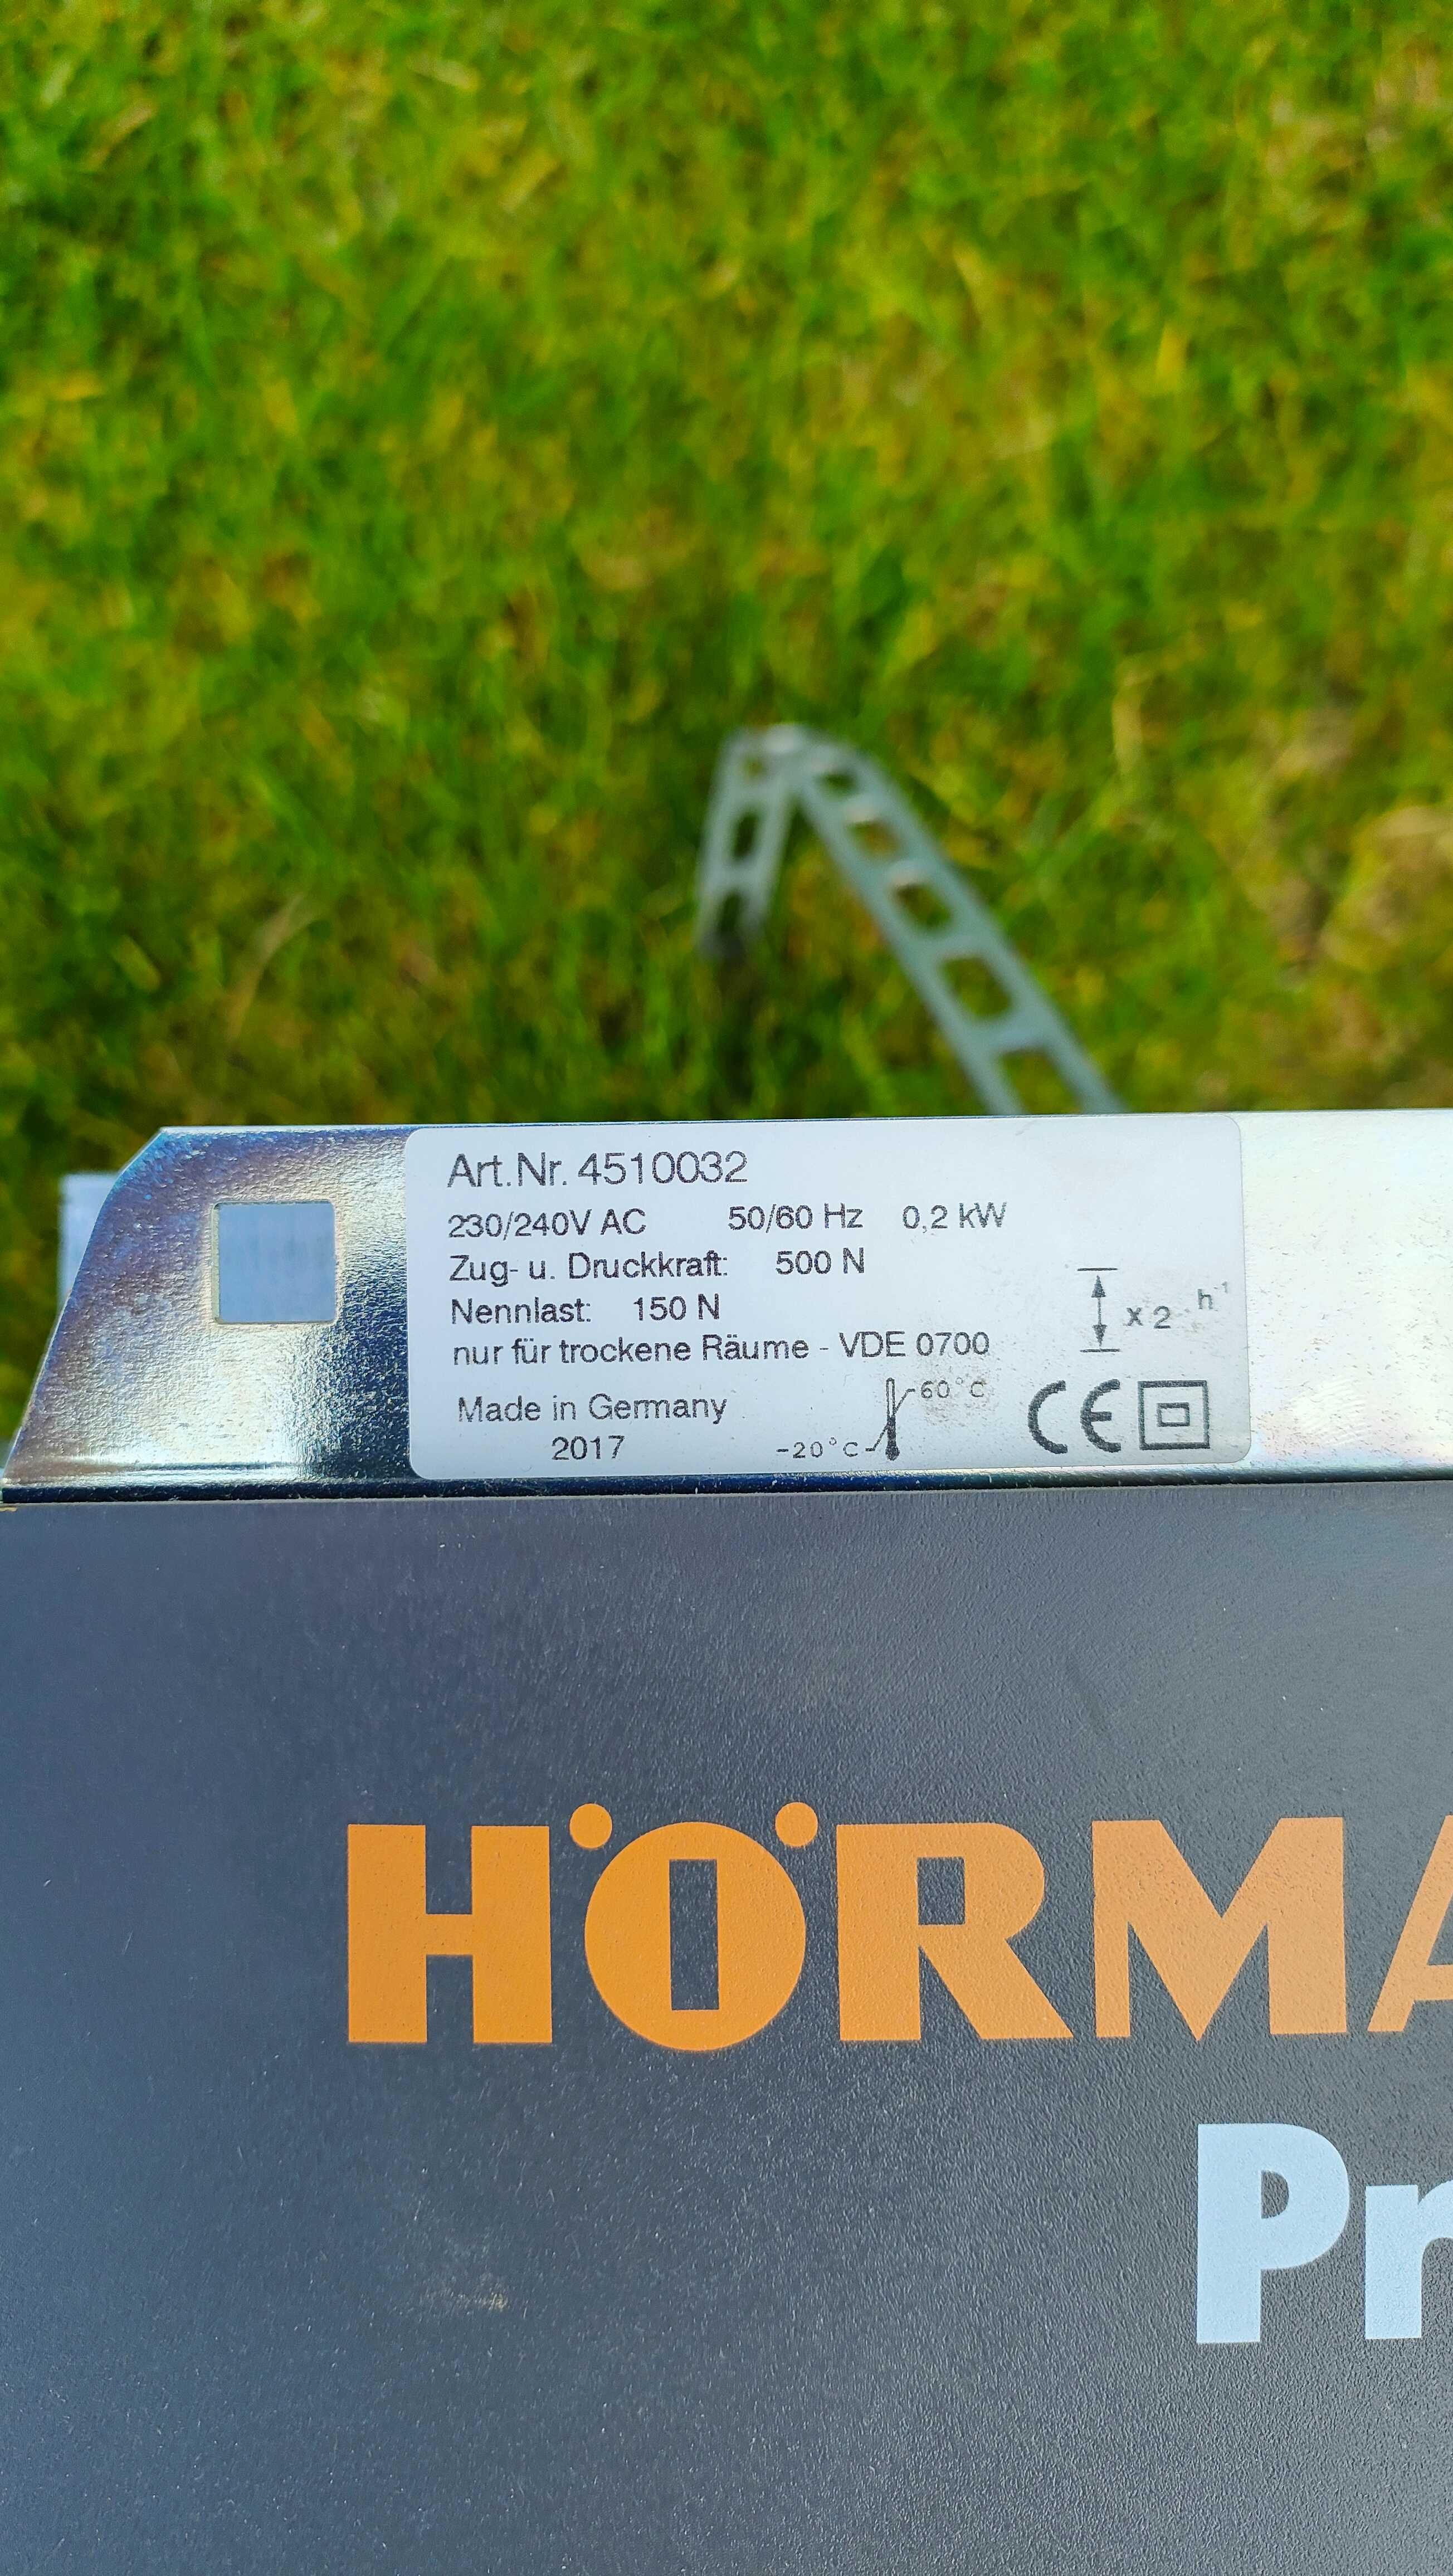 Art.Nr. 4510032
230/240V AC 50/60 Hz 0,2 kW
Zug- u. Druckkraft: 500 N
Nennlast: 150 N
x 2 h⁻¹
nur für trockene Räume - VDE 0700
Made in Germany
2017
60°C
-20°C
CE
HÖRMA
Pr